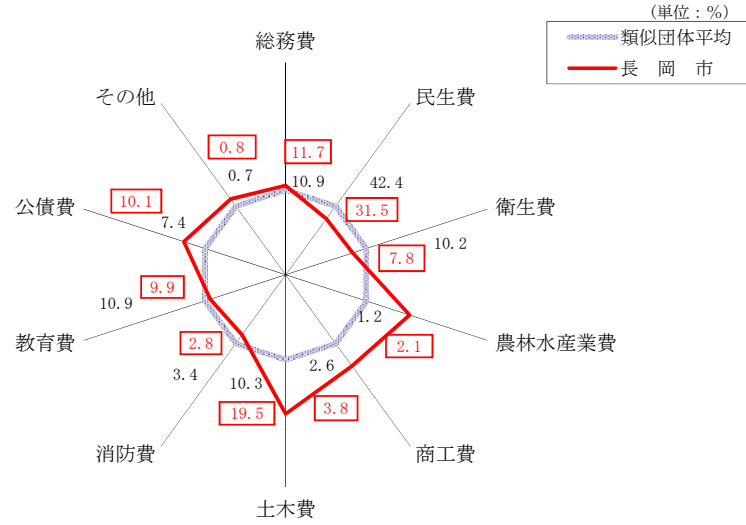 (単位：%)
類似団体平均
長　岡　市
総務費
民生費
その他
0.8
11.7
0.7
10.9
42.4
31.5
公債費
10.1
7.4
衛生費
10.2
7.8
教育費
10.9
9.9
1.2
農林水産業費
2.1
2.8
3.4
2.6
10.3
19.5
3.8
消防費
商工費
土木費